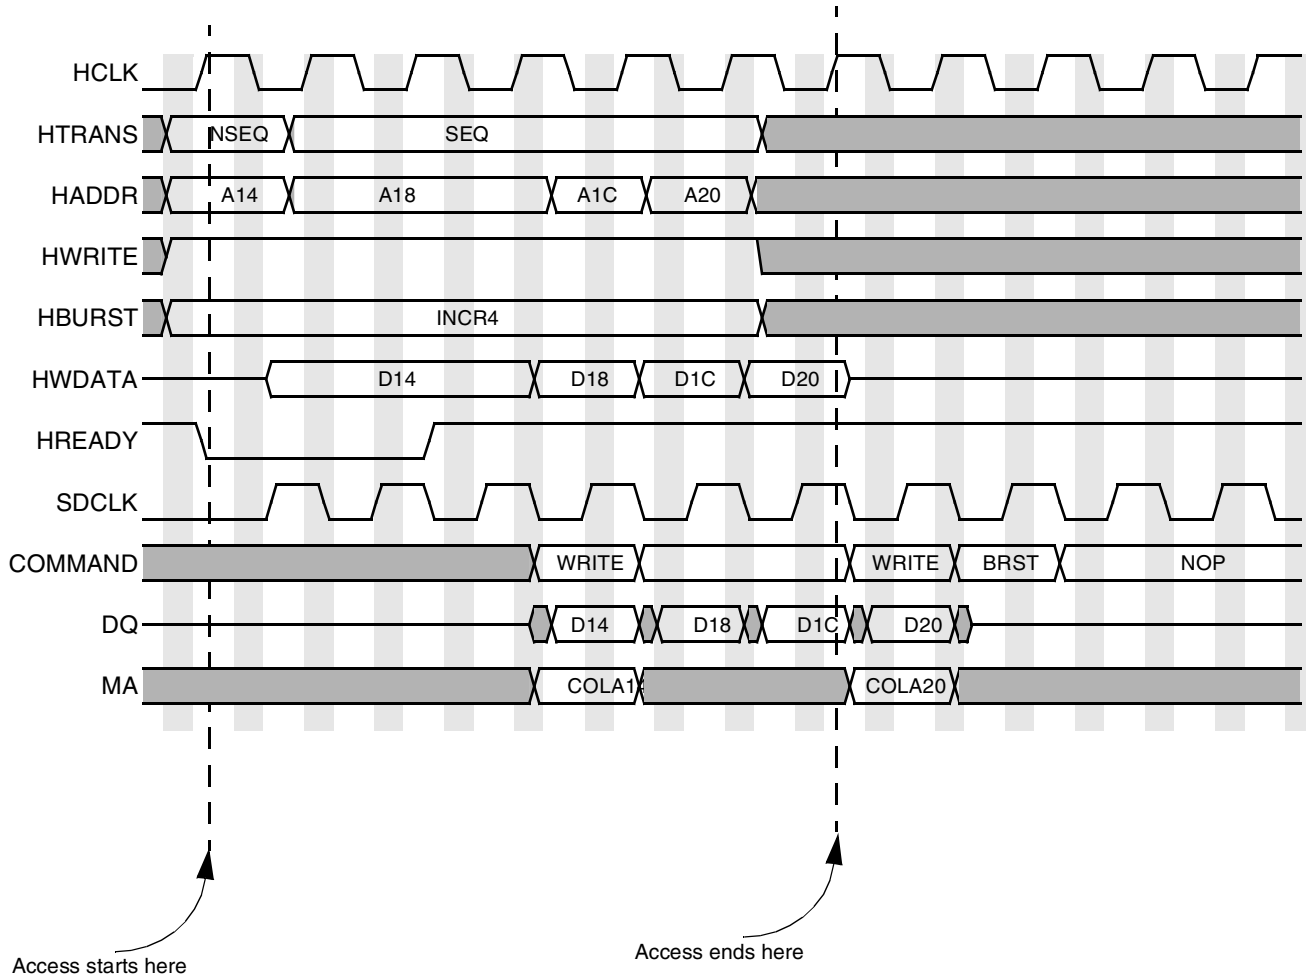 HCLK
HTRANS NSEQ SEQ
HADDR A14 A18 A1C A20
HWRITE
HBURST INCR4
HWDATA D14 D18 D1C D20
HREADY
SDCLK
COMMAND WRITE WRITE BRST NOP
DQ D14 D18 D1C D20
MA COLA14 COLA20
Access ends here
Access starts here